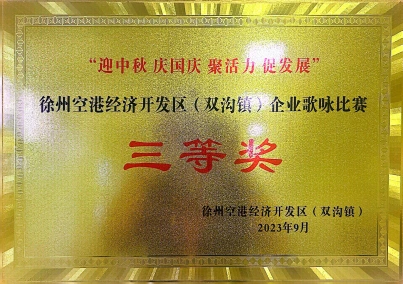 “迎中秋 庆国庆 聚活力 促发展”
徐州空港经济开发区（双沟镇）企业歌咏比赛
三等奖
徐州空港经济开发区（双沟镇）
2023年9月